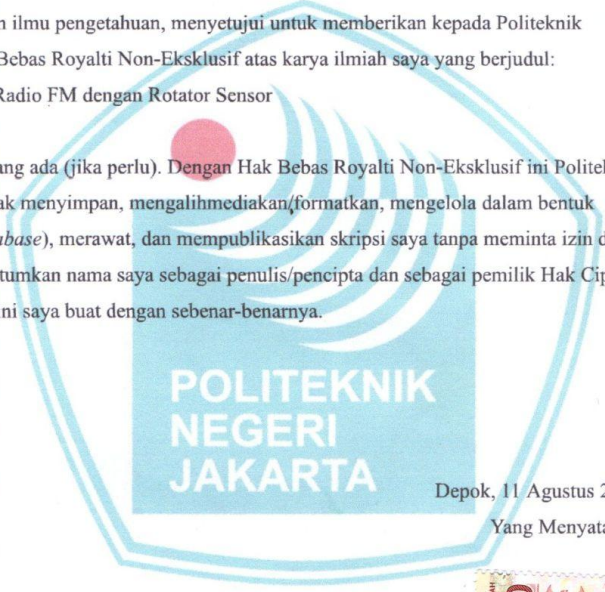 ilmu pengetahuan, menyetujui untuk memberikan kepada Politeknik
Bebas Royalti Non-Eksklusif atas karya ilmiah saya yang berjudul:
Radio FM dengan Rotator Sensor
ang ada (jika perlu). Dengan Hak Bebas Royalti Non-Eksklusif ini Politek
ak menyimpan, mengalihmediakan/formatkan, mengelola dalam bentuk
abase), merawat, dan mempublikasikan skripsi saya tanpa meminta izin d
tumkan nama saya sebagai penulis/pencipta dan sebagai pemilik Hak Cip
ini saya buat dengan sebenar-benarnya.
POLITEKNIK
NEGERI
JAKARTA
Depok, 11 Agustus 2
Yang Menyata